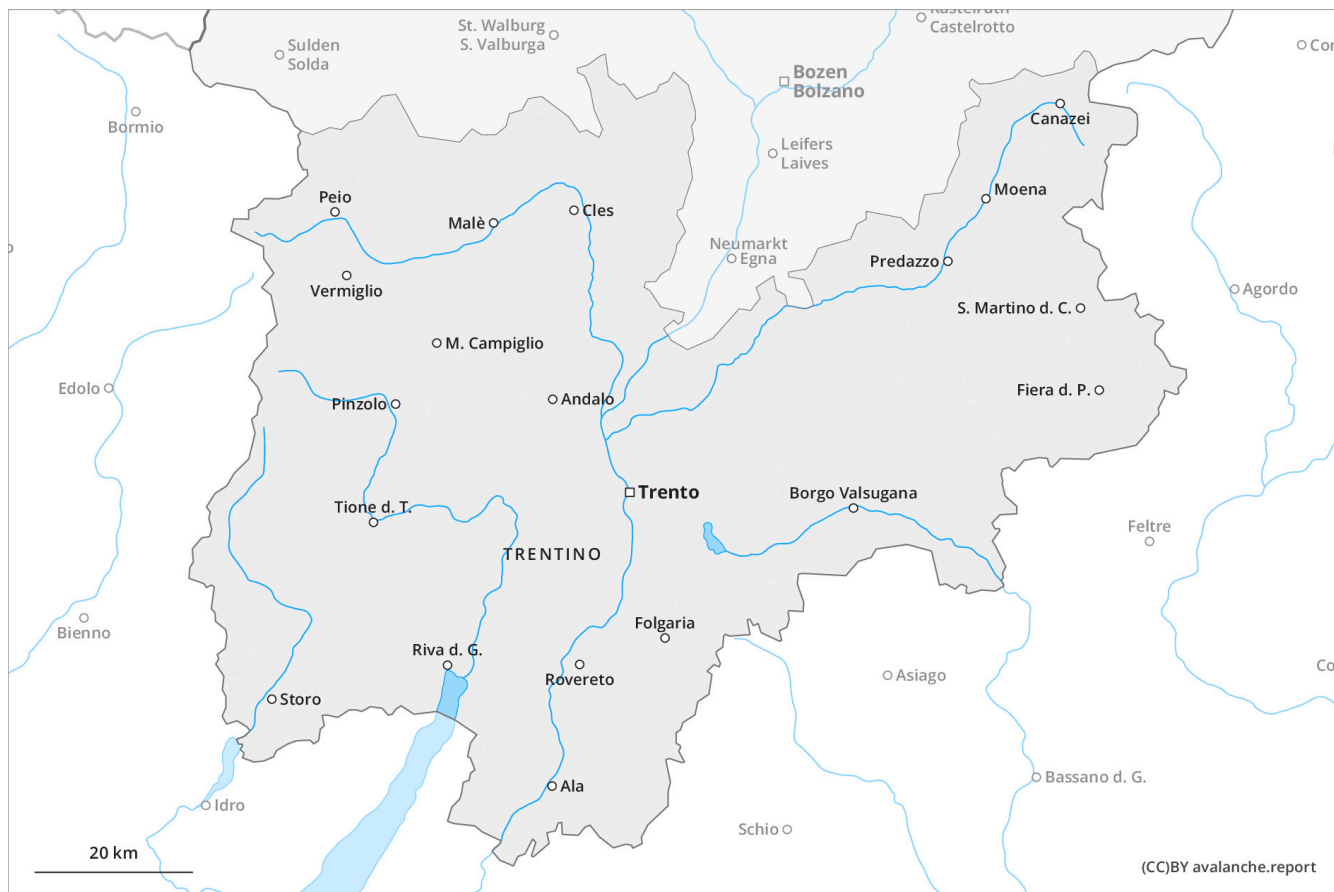 Kastelruth
Castelrotto
St. Walburg
S. Valburga
Sulden
Solda
Bozen
Bolzano
Bormio
Canazei
Leifers
Laives
Moena
Peio
Malè
Cles
Neumarkt
Egna
Predazzo
Vermiglio
Agordo
S. Martino d. C.
M. Campiglio
Edolo
Pinzolo
Andalo
Fiera d. P.
Trento
Borgo Valsugana
Tione d. T.
Feltre
TRENTINO
Bienno
Folgaria
Riva d. G.
Rovereto
Asiago
Storo
Bassano d. G.
Ala
Idro
Schio
20 km
(CC)BY avalanche.report